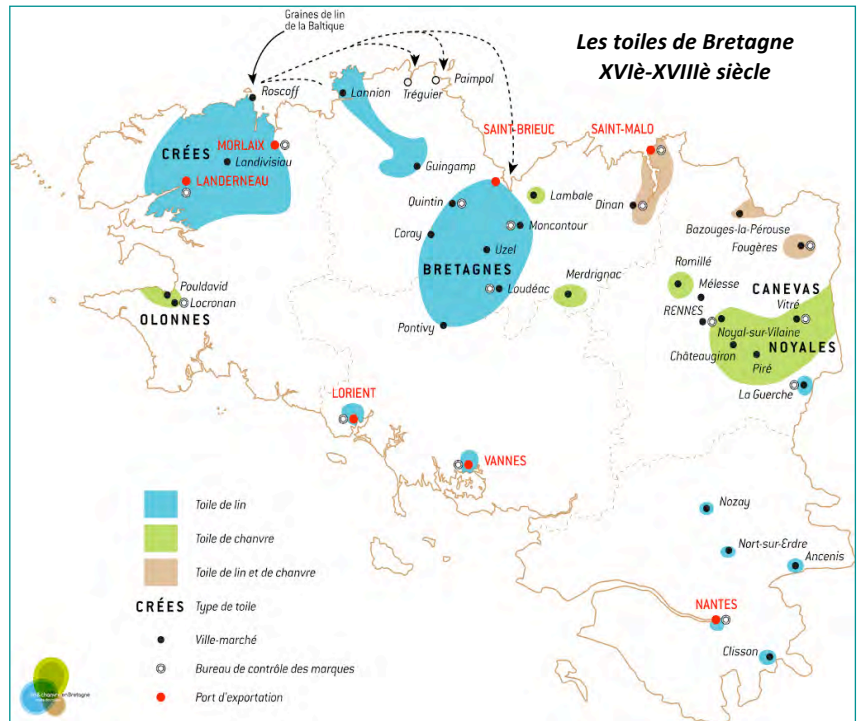 Graines de lin
de la Baltique
Les toiles de Bretagne
XVIè-XVIIIè siècle
Roscoff
Lannion
Tréguier
Paimpol
SAINT-BRIEUC
SAINT-MALO
MORLAIX
CRÉES
Landivisiau
LANDERNEAU
Guingamp
Quintin
Lambale
Dinan
Bazouges-la-Pérouse
Fougères
Coray
Moncontour
Uzel
BRETAGNES
Loudéac
Merdrignac
Romillé
Mélesse
CANEVAS
Vitré
RENNES
Noyal-sur-Vilaine
NOYALES
Châteaugiron
Piré
La Guerche
Pouldavid
Locronan
OLONNES
Pontivy
LORIENT
VANNES
Nozay
Nort-sur-Erdre
Ancenis
NANTES
Clisson
Toile de lin
Toile de chanvre
Toile de lin et de chanvre
CRÉES Type de toile
Ville-marché
Bureau de contrôle des marques
Port d'exportation